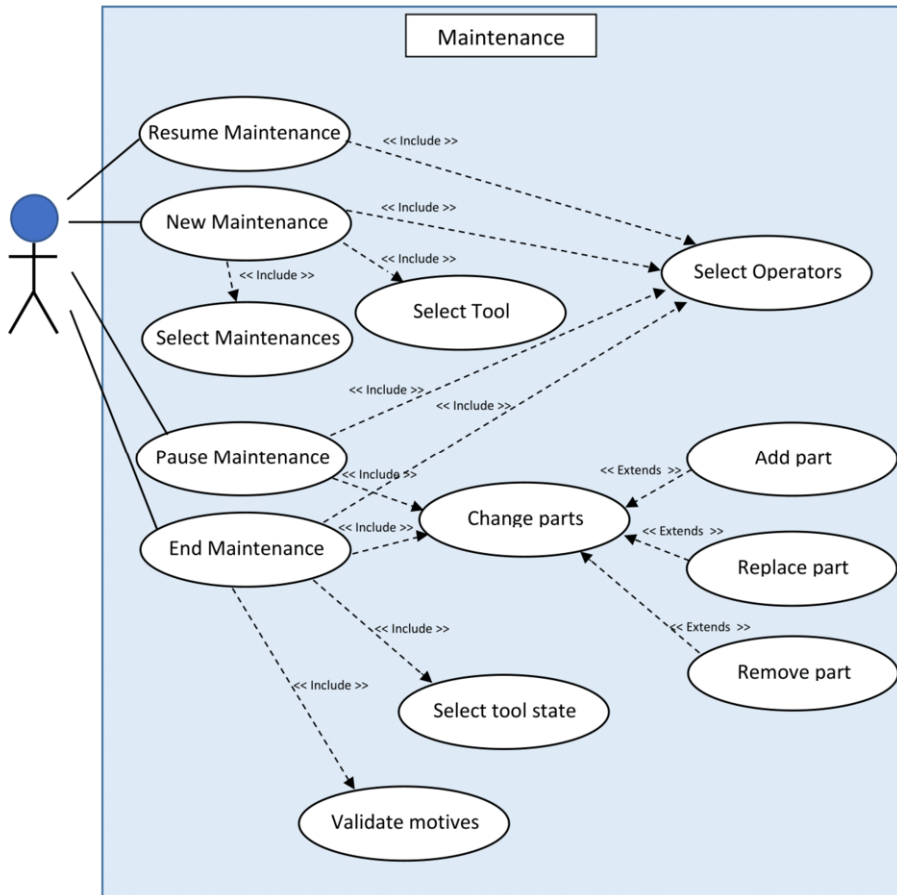 Maintenance
Resume Maintenance
<< Include >>
New Maintenance
<< Include >>
<< Include >>
<< Include >>
Select Operators
Select Tool
Select Maintenances
<< Include >>
<< Include >>
Pause Maintenance
<< Include >>
<< Extends >>
Add part
Change parts
<< Include >>
<< Extends >>
End Maintenance
Replace part
<< Include >>
<< Extends >>
Remove part
<< Include >>
Select tool state
Validate motives